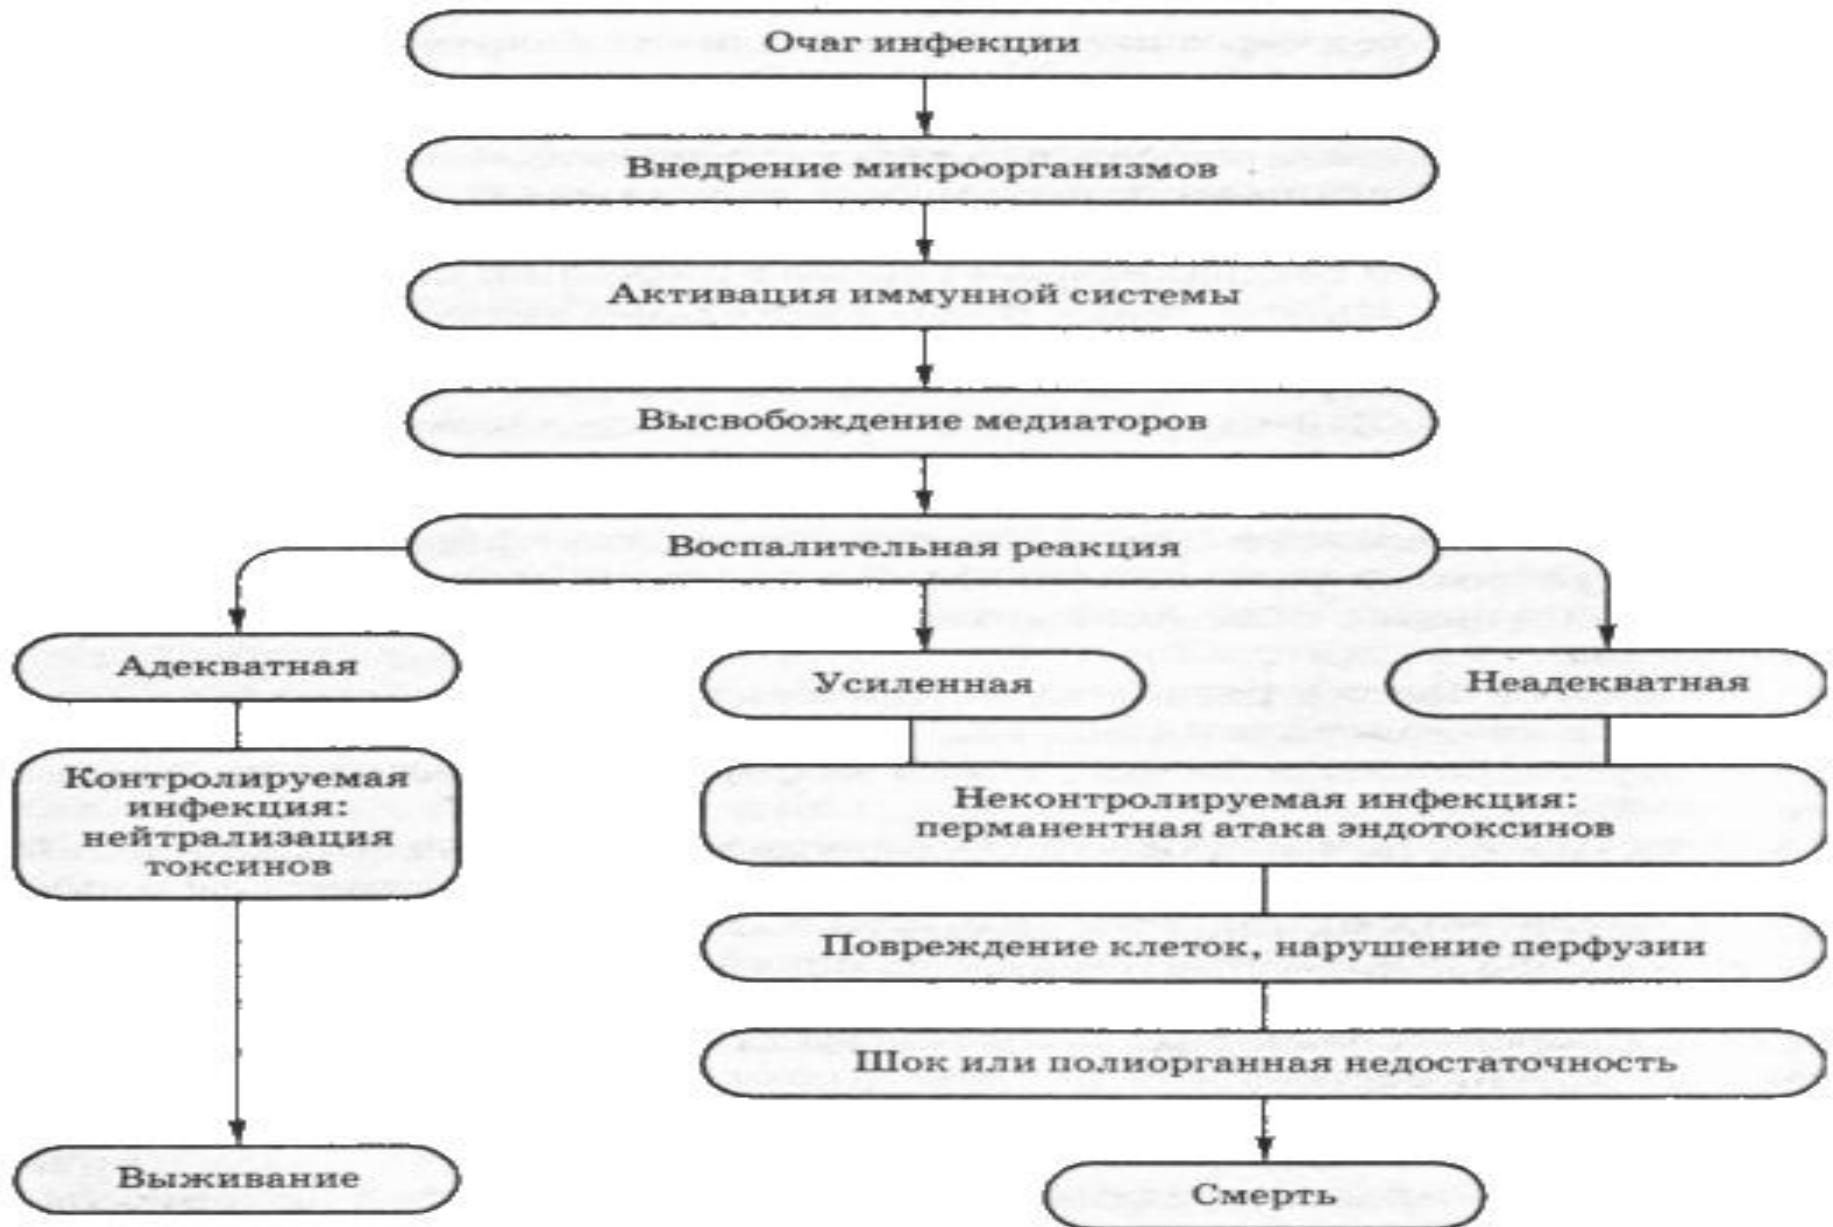 Очаг инфекции
Внедрение микроорганизмов
Активация иммунной системы
Высвобождение медиаторов
Воспалительная реакция
Адекватная
Усиленная
Неадекватная
Контролируемая
инфекция:
нейтрализация
токсинов
Неконтролируемая инфекция:
перманентная атака эндотоксинов
Повреждение клеток, нарушение перфузии
Шок или полиорганная недостаточность
Выживание
Смерть